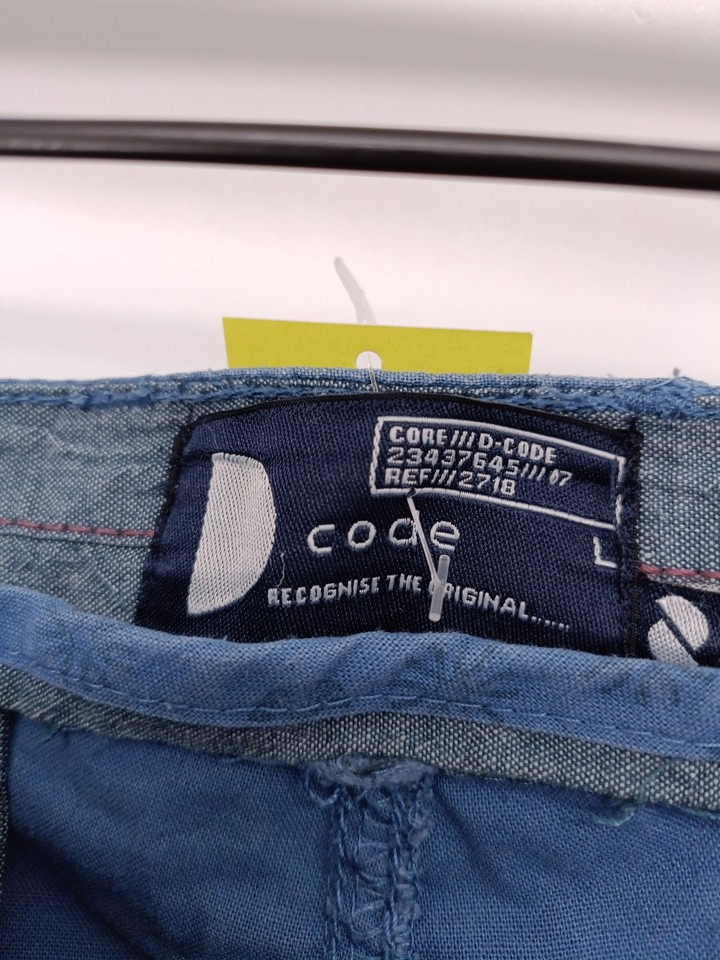 CORE///D-CODE
23437645///07
REF///2718
D code
L
RECOGNISE THE ORIGINAL......